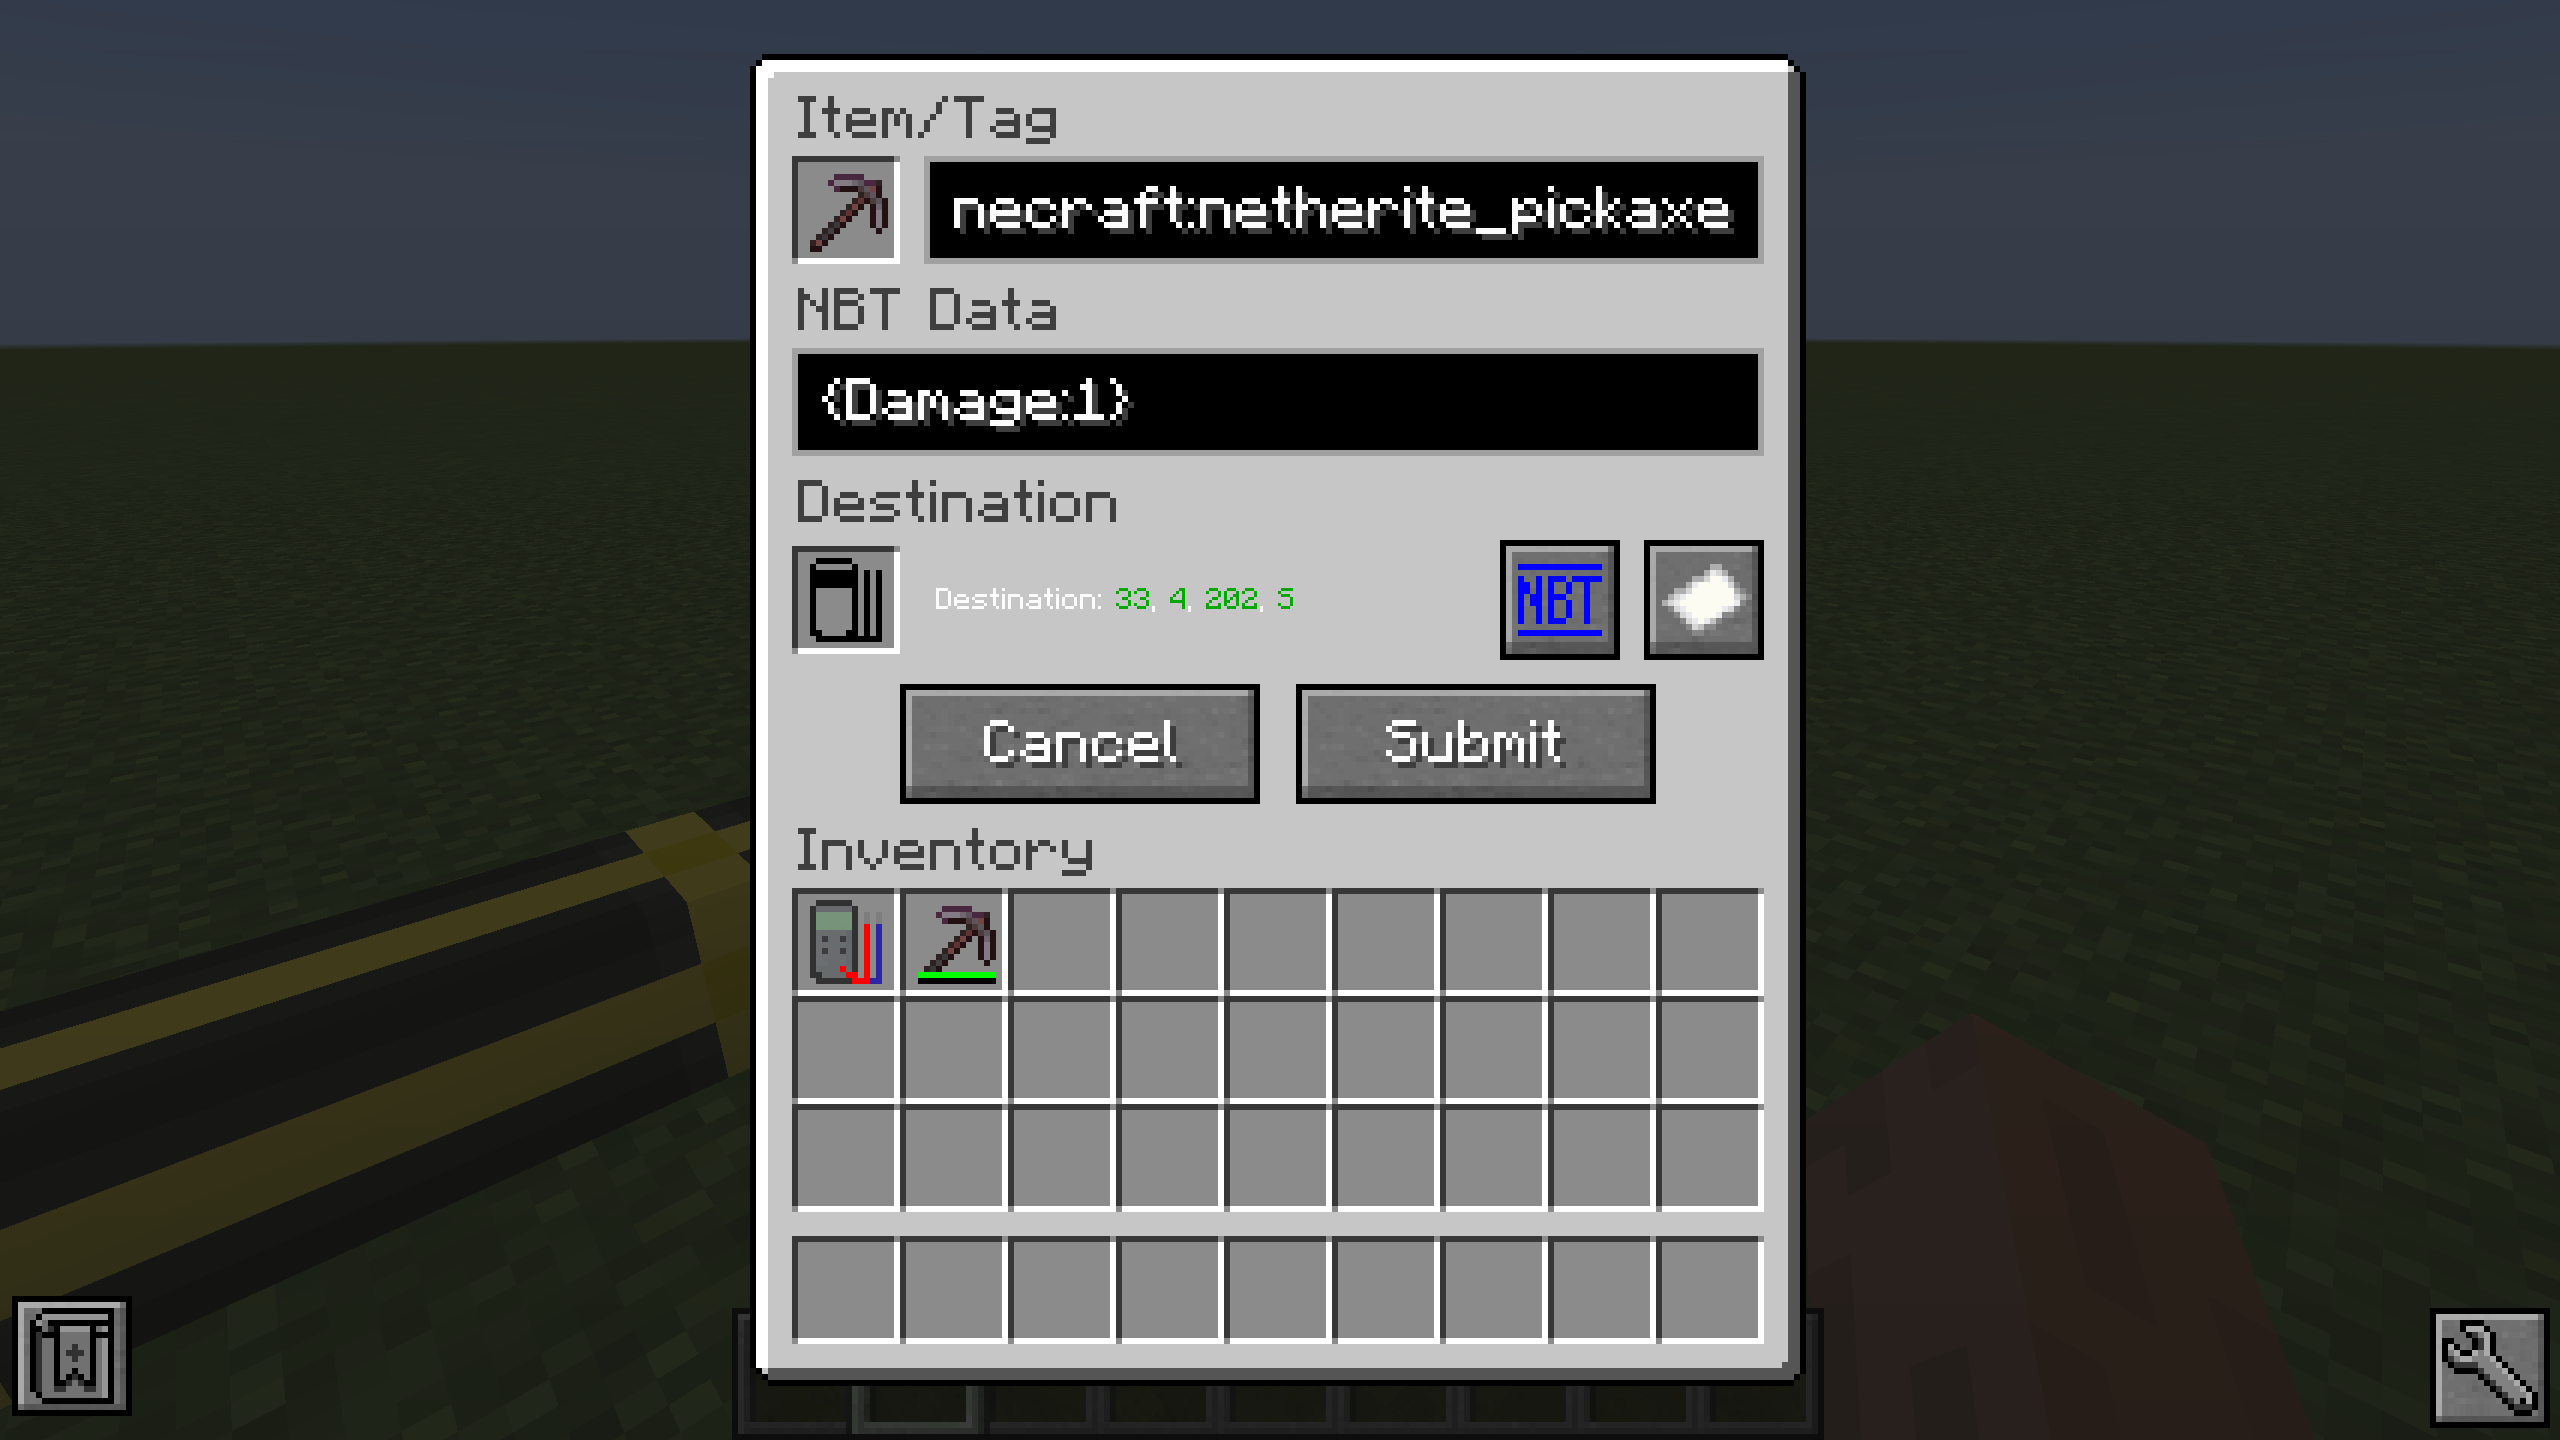 Item/Tag
necraft:netherite_pickaxe
NBT Data
{Damage:1}
Destination
Destination: 33, 4, 202, 5
NBT
Cancel
Submit
Inventory